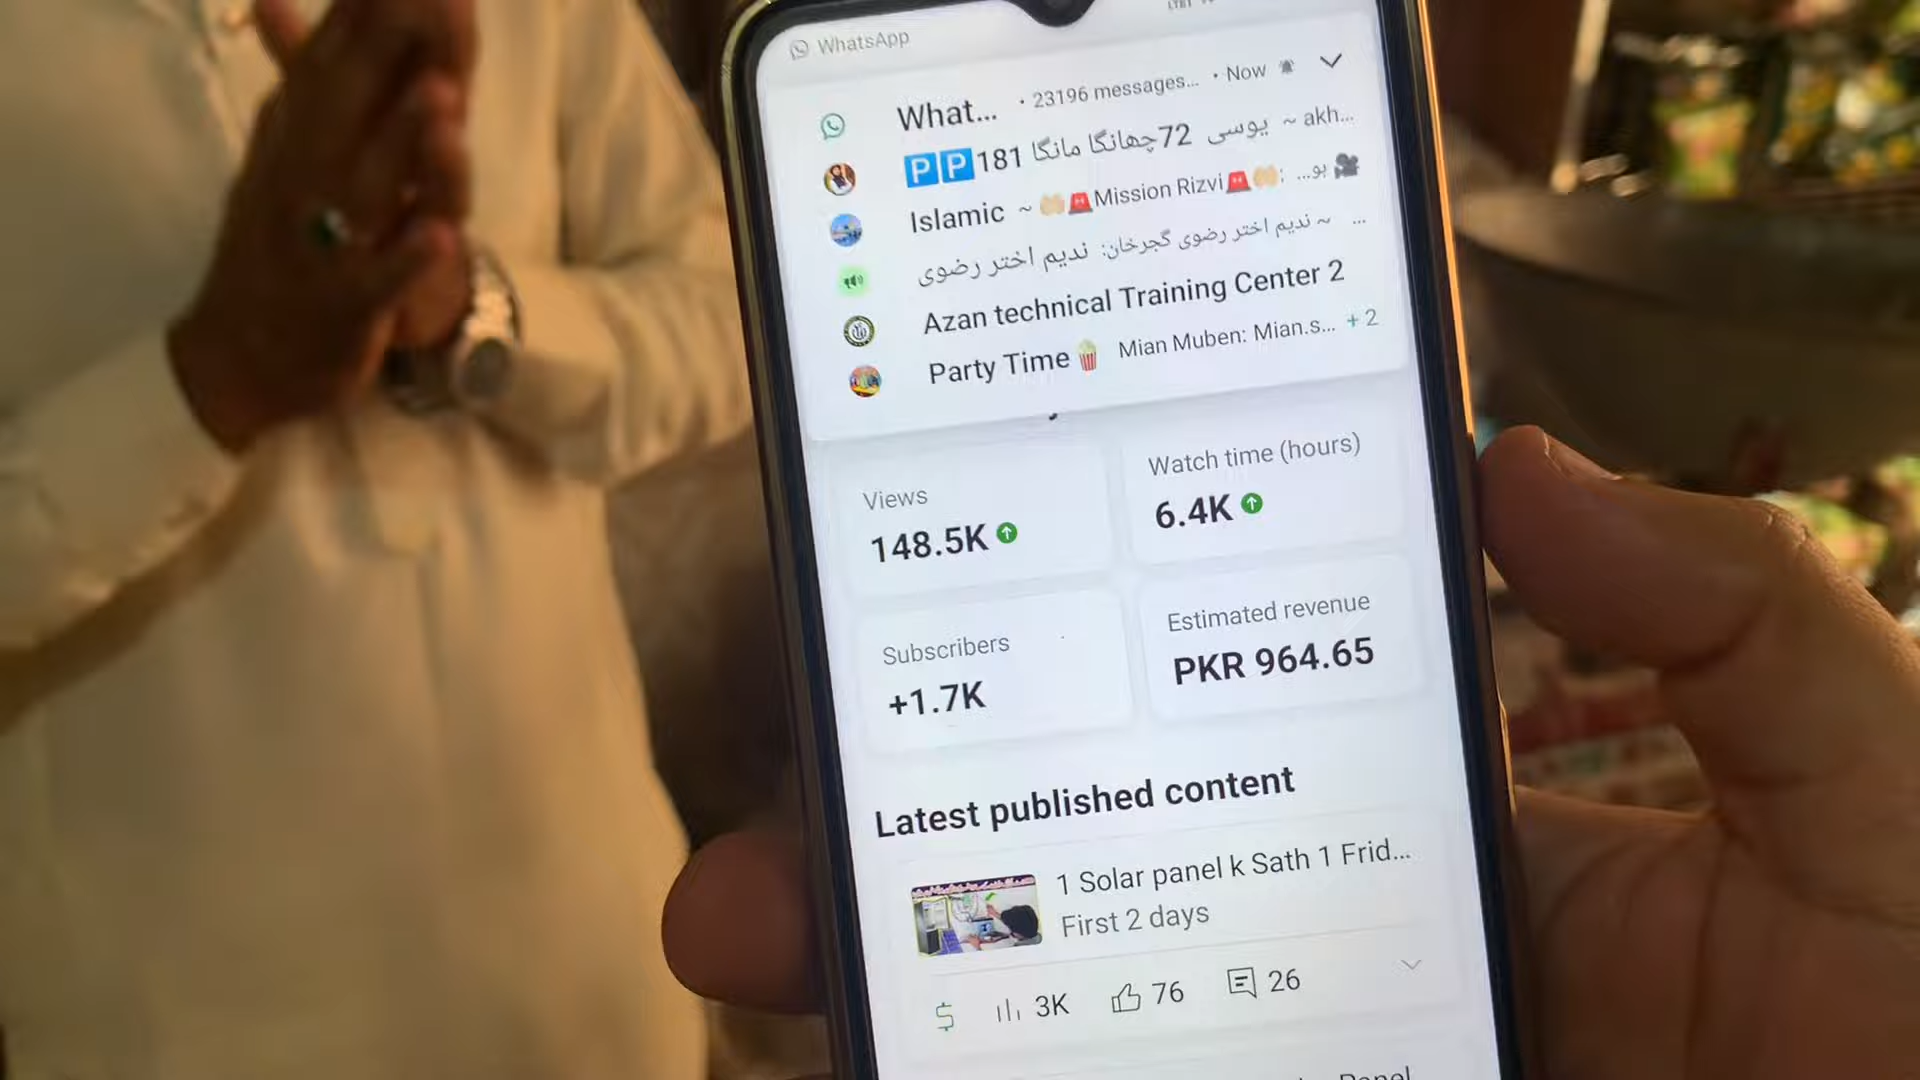 WhatsApp
What... • 23196 messages... • Now
🅿️🅿️181 یوسی 72چھانگا مانگا ~ akh...
Islamic ~ 🤲🏻🚨Mission Rizvi🚨🤲🏻: ...بو 🎥
ندیم اختر رضوی گجرخان: ندیم اختر رضوی ~ ...
Azan technical Training Center 2
Party Time🍿 Mian Muben: Mian.s... + 2
Views
148.5K
Watch time (hours)
6.4K
Subscribers
+1.7K
Estimated revenue
PKR 964.65
Latest published content
1 Solar panel k Sath 1 Frid...
First 2 days
$ 3K 76 26
Panel